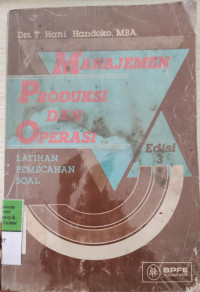 Drs. T. Hani Handoko, MBA.
MANAJEMEN
PRODUKSI
DAN
OPERASI
Edisi
3
LATIHAN
PEMECAHAN
SOAL
BPFE